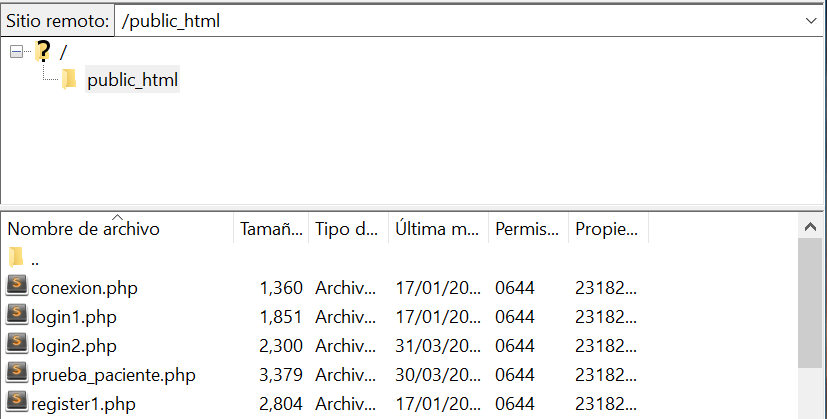 Sitio remoto: /public_html
/
public_html
Nombre de archivo Tamañ... Tipo d... Última m... Permis... Propie...
..
conexion.php 1,360 Archiv... 17/01/20... 0644 23182...
login1.php 1,851 Archiv... 17/01/20... 0644 23182...
login2.php 2,300 Archiv... 31/03/20... 0644 23182...
prueba_paciente.php 3,379 Archiv... 30/03/20... 0644 23182...
register1.php 2,804 Archiv... 17/01/20... 0644 23182...